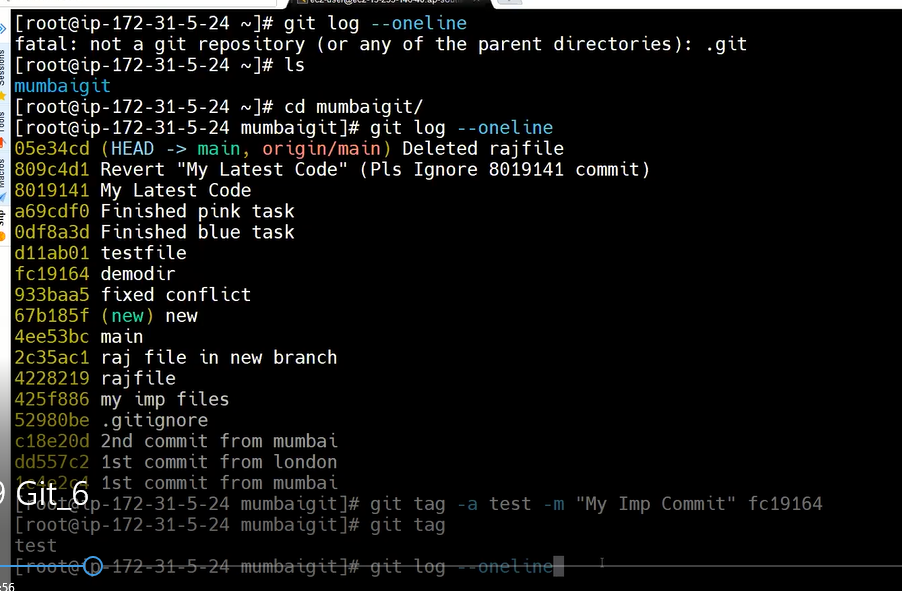 [root@ip-172-31-5-24 ~]# git log --oneline
fatal: not a git repository (or any of the parent directories): .git
[root@ip-172-31-5-24 ~]# ls
mumbaigit
[root@ip-172-31-5-24 ~]# cd mumbaigit/
[root@ip-172-31-5-24 mumbaigit]# git log --oneline
05e34cd (HEAD -> main, origin/main) Deleted rajfile
809c4d1 Revert "My Latest Code" (Pls Ignore 8019141 commit)
8019141 My Latest Code
a69cdf0 Finished pink task
0df8a3d Finished blue task
d11ab01 testfile
fc19164 demodir
933baa5 fixed conflict
67b185f (new) new
4ee53bc main
2c35ac1 raj file in new branch
4228219 rajfile
425f886 my imp files
52980be .gitignore
c18e20d 2nd commit from mumbai
dd557c2 1st commit from london
1st commit from mumbai
Git_6
[root@ip-172-31-5-24 mumbaigit]# git tag -a test -m "My Imp Commit" fc19164
[root@ip-172-31-5-24 mumbaigit]# git tag
test
[root@ip-172-31-5-24 mumbaigit]# git log --oneline
:56
Sessions
Tools
Macros